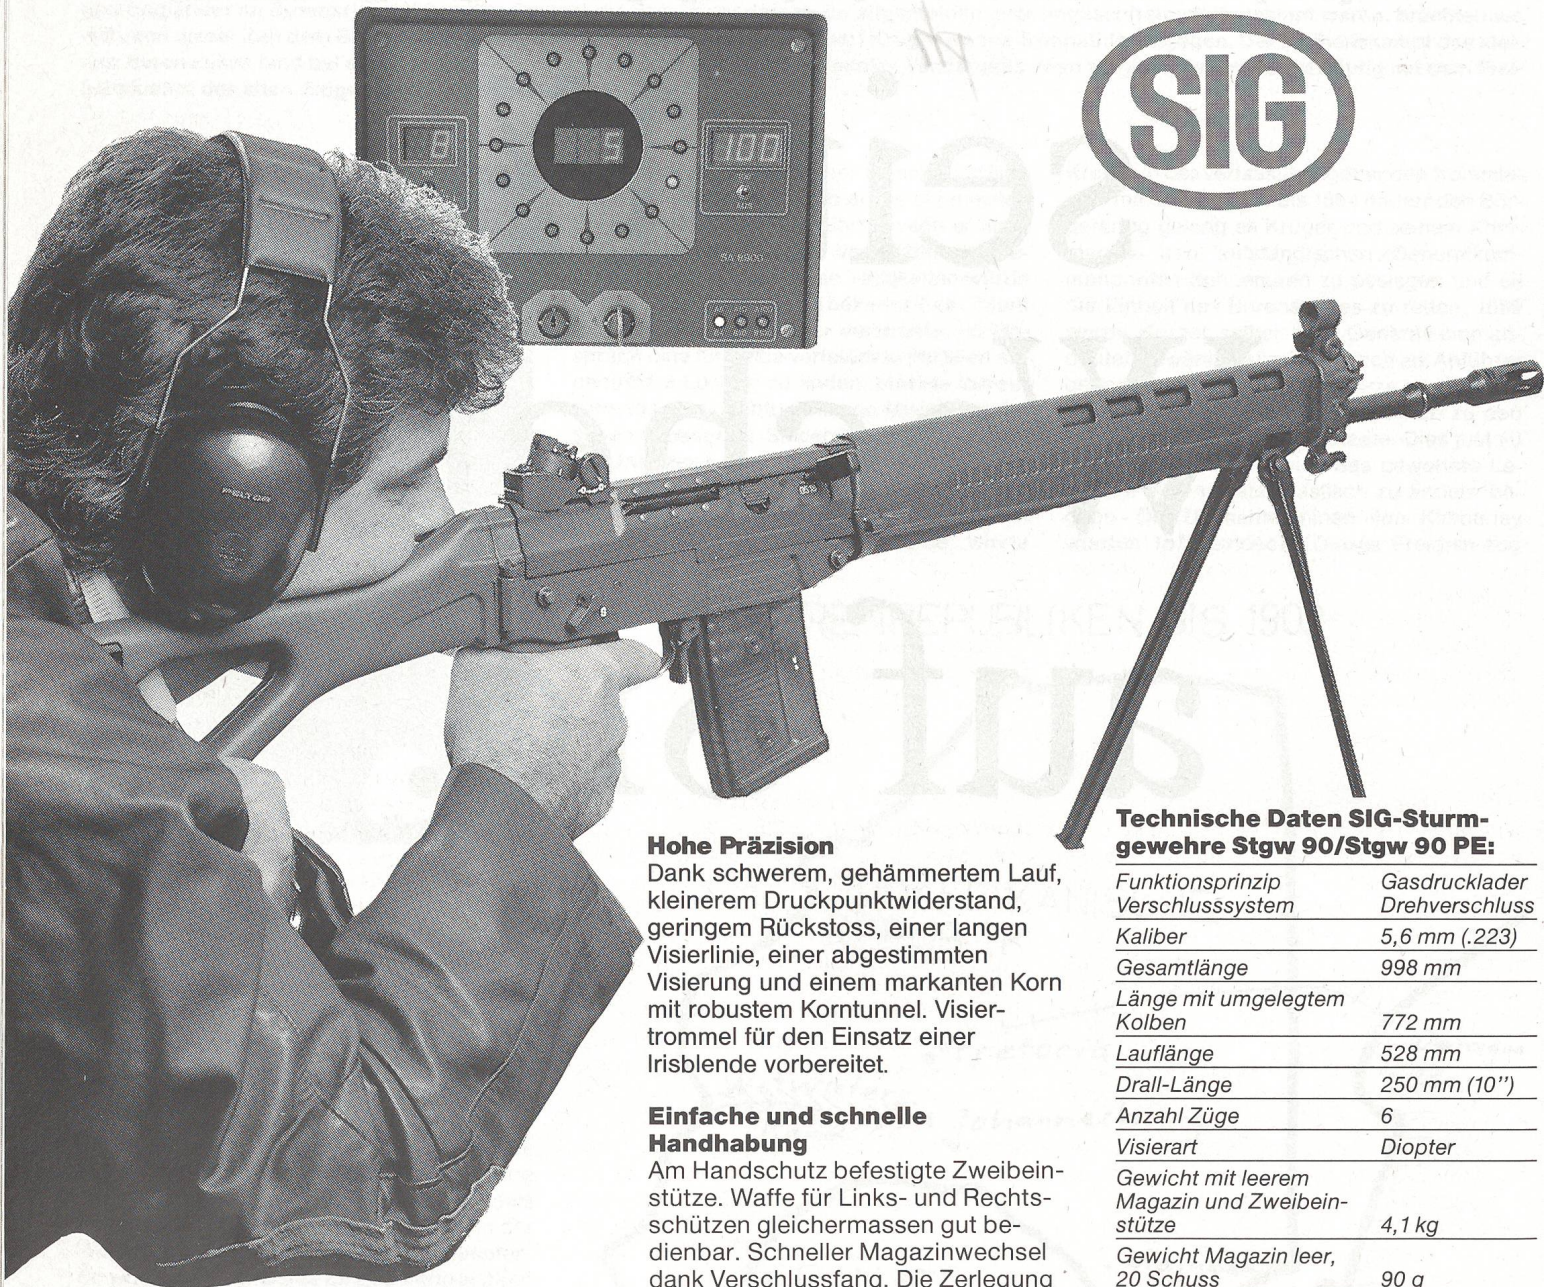 8
5
100
SA 6900
SIG
PELTOR
Hohe Präzision
Dank schwerem, gehämmertem Lauf,
kleinerem Druckpunktwiderstand,
geringem Rückstoss, einer langen
Visierlinie, einer abgestimmten
Visierung und einem markanten Korn
mit robustem Korntunnel. Visier-
trommel für den Einsatz einer
Irisblende vorbereitet.
Einfache und schnelle
Handhabung
Am Handschutz befestigte Zweibein-
stütze. Waffe für Links- und Rechts-
schützen gleichermassen gut be-
dienbar. Schneller Magazinwechsel
dank Verschlussfang. Die Zerlegung
Technische Daten SIG-Sturm-
gewehre Stgw 90/Stgw 90 PE:
Funktionsprinzip Gasdrucklader
Verschlusssystem Drehverschluss
Kaliber 5,6 mm (.223)
Gesamtlänge 998 mm
Länge mit umgelegtem
Kolben 772 mm
Lauflänge 528 mm
Drall-Länge 250 mm (10’’)
Anzahl Züge 6
Visierart Diopter
Gewicht mit leerem
Magazin und Zweibein-
stütze 4,1 kg
Gewicht Magazin leer,
20 Schuss 90 g